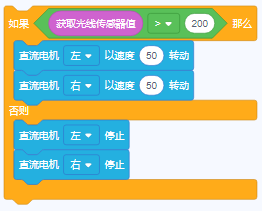 如果 获取光线传感器值 > 200 那么
直流电机 左 以速度 50 转动
直流电机 右 以速度 50 转动
否则
直流电机 左 停止
直流电机 右 停止